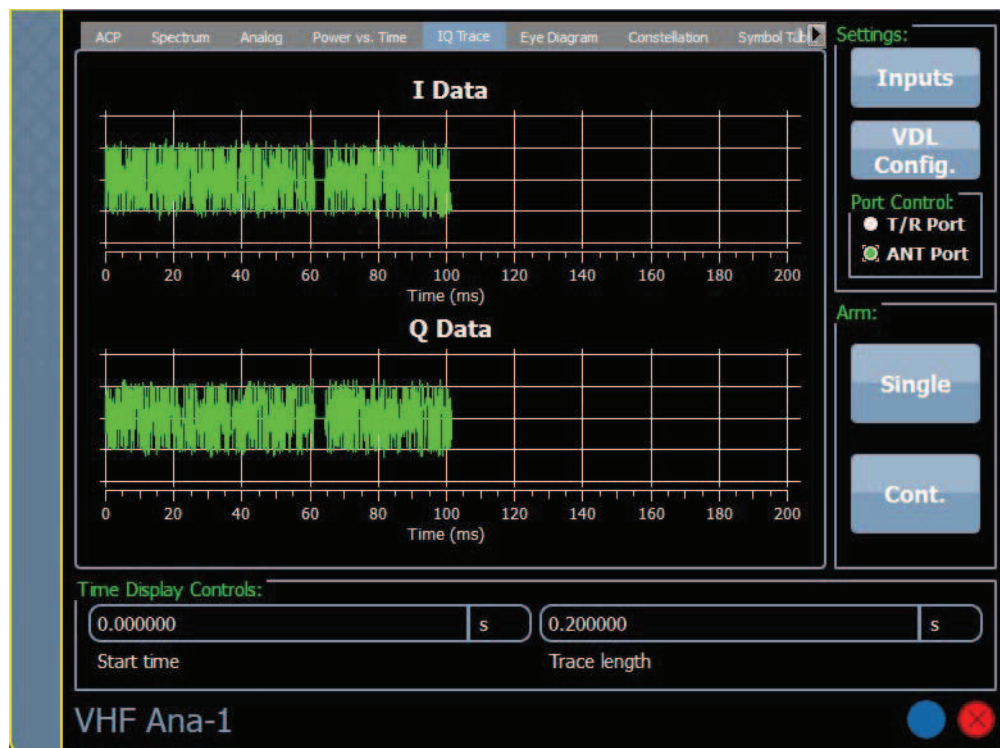 ACP Spectrum Analog Power vs. Time IQ Trace Eye Diagram Constellation Symbol
Settings:
Inputs
VDL
Config.
Port Control:
T/R Port
ANT Port
I Data
0 20 40 60 80 100 120 140 160 180 200
Time (ms)
Q Data
0 20 40 60 80 100 120 140 160 180 200
Time (ms)
Arm:
Single
Cont.
Time Display Controls:
0.000000 s 0.200000 s
Start time Trace length
VHF Ana-1